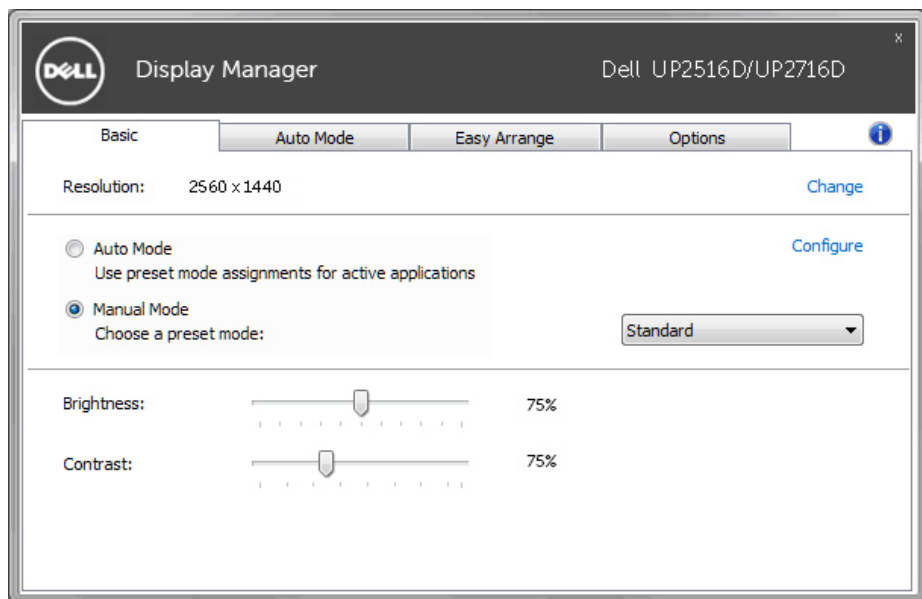 x
DELL Display Manager Dell UP2516D/UP2716D
Basic Auto Mode Easy Arrange Options i
Resolution: 2560 x 1440 Change
Auto Mode Configure
Use preset mode assignments for active applications
Manual Mode
Choose a preset mode: Standard
Brightness: 75%
Contrast: 75%